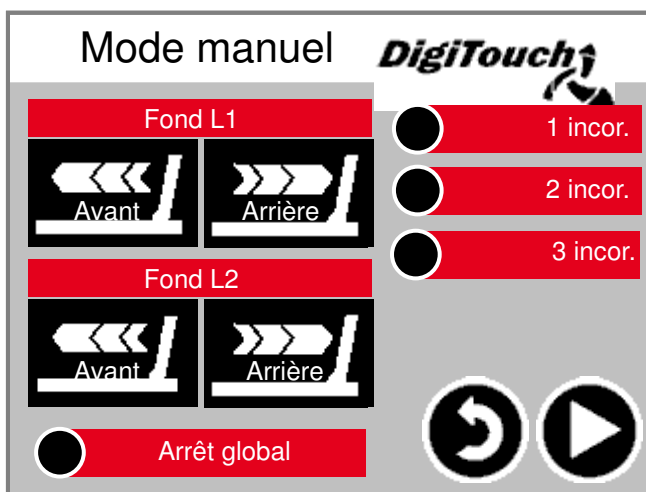 Mode manuel
DigiTouch
Fond L1
Avant
Arrière
1 incor.
2 incor.
3 incor.
Fond L2
Avant
Arrière
Arrêt global